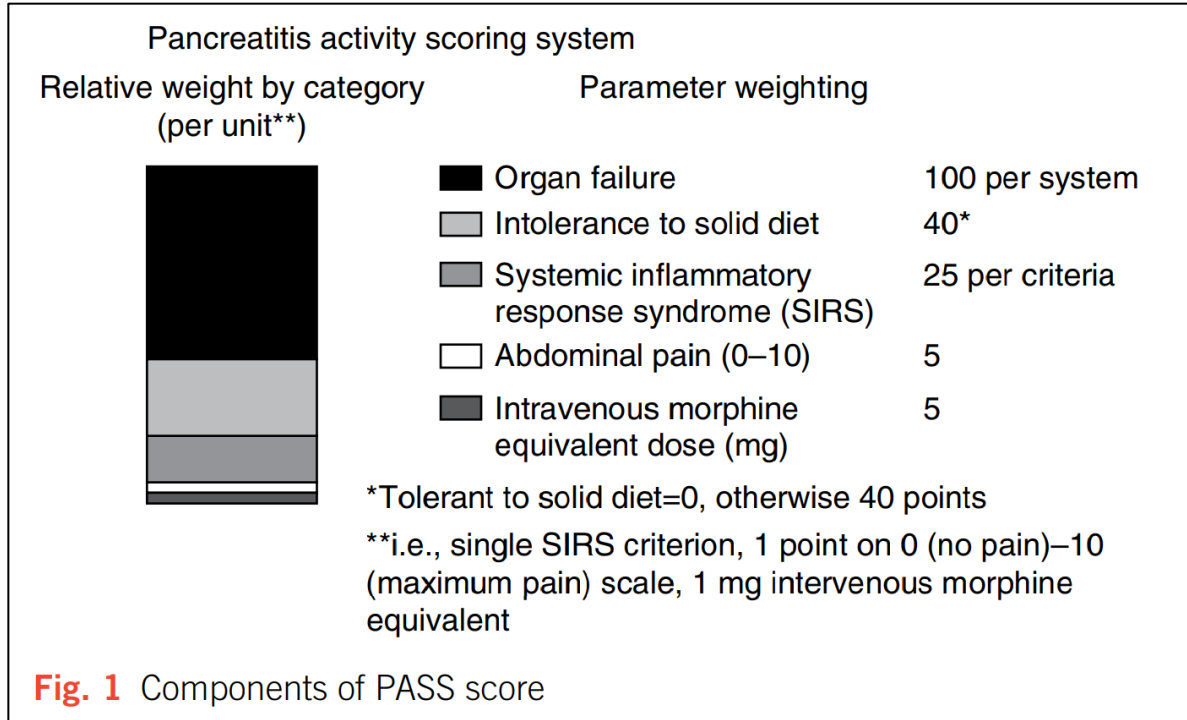 Pancreatitis activity scoring system
Relative weight by category
(per unit**)
Parameter weighting
Organ failure 100 per system
Intolerance to solid diet 40*
Systemic inflammatory
response syndrome (SIRS) 25 per criteria
Abdominal pain (0–10) 5
Intravenous morphine
equivalent dose (mg) 5
*Tolerant to solid diet=0, otherwise 40 points
**i.e., single SIRS criterion, 1 point on 0 (no pain)–10
(maximum pain) scale, 1 mg intervenous morphine
equivalent
Fig. 1 Components of PASS score